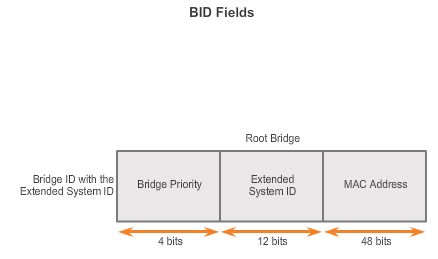 BID Fields
Root Bridge
Bridge ID with the
Extended System ID
Bridge Priority
Extended
System ID
MAC Address
4 bits
12 bits
48 bits